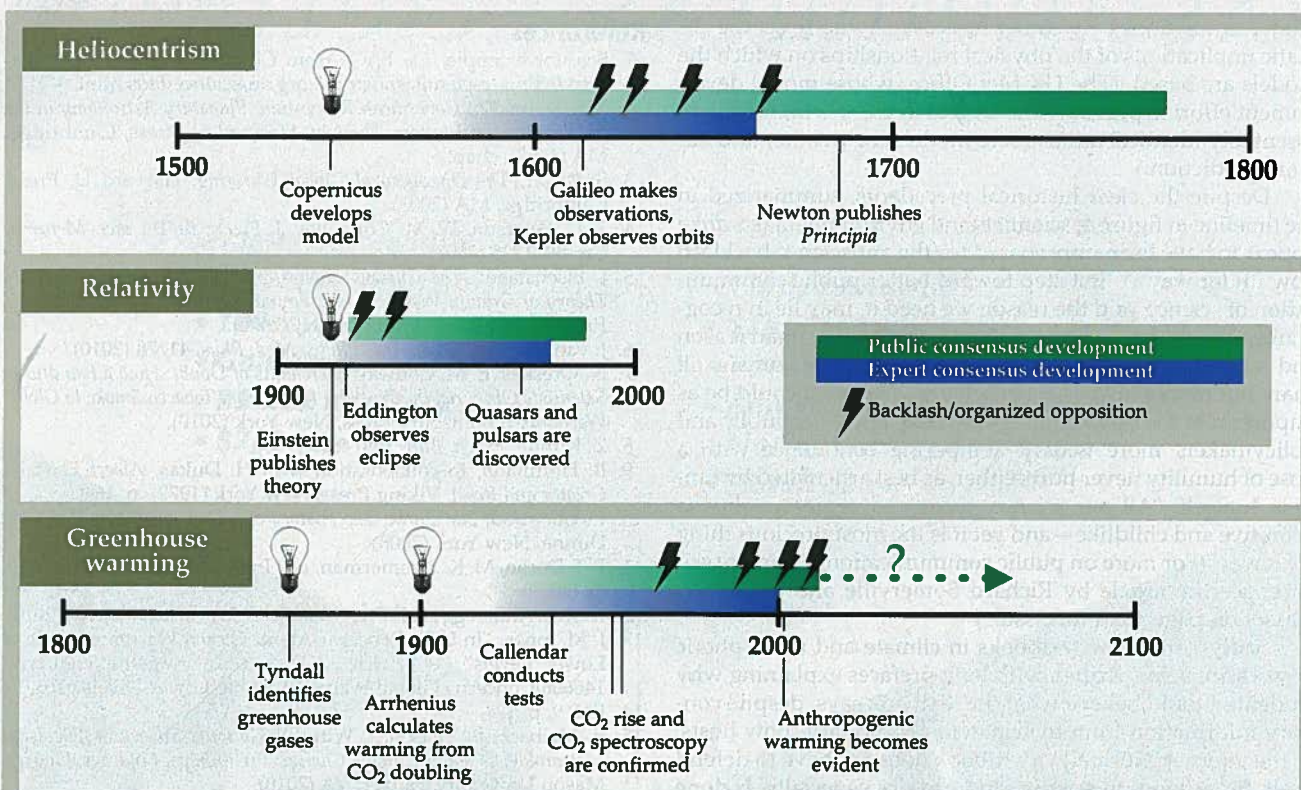 Heliocentrism
1500
1600
1700
1800
Copernicus
develops
model
Galileo makes
observations,
Kepler observes orbits
Newton publishes
Principia
Relativity
1900
2000
Einstein
publishes
theory
Eddington
observes
eclipse
Quasars and
pulsars are
discovered
Public consensus development
Expert consensus development
Backlash/organized opposition
Greenhouse
warming
?
1800
1900
2000
2100
Tyndall
identifies
greenhouse
gases
Arrhenius
calculates
warming from
CO₂ doubling
Callendar
conducts
tests
CO₂ rise and
CO₂ spectroscopy
are confirmed
Anthropogenic
warming becomes
evident